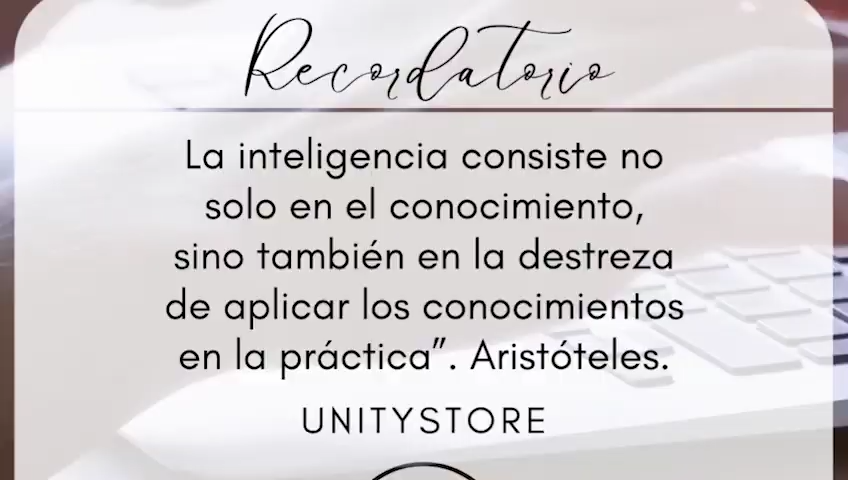 Recordatorio
La inteligencia consiste no
solo en el conocimiento,
sino también en la destreza
de aplicar los conocimientos
en la práctica”. Aristóteles.
UNITYSTORE